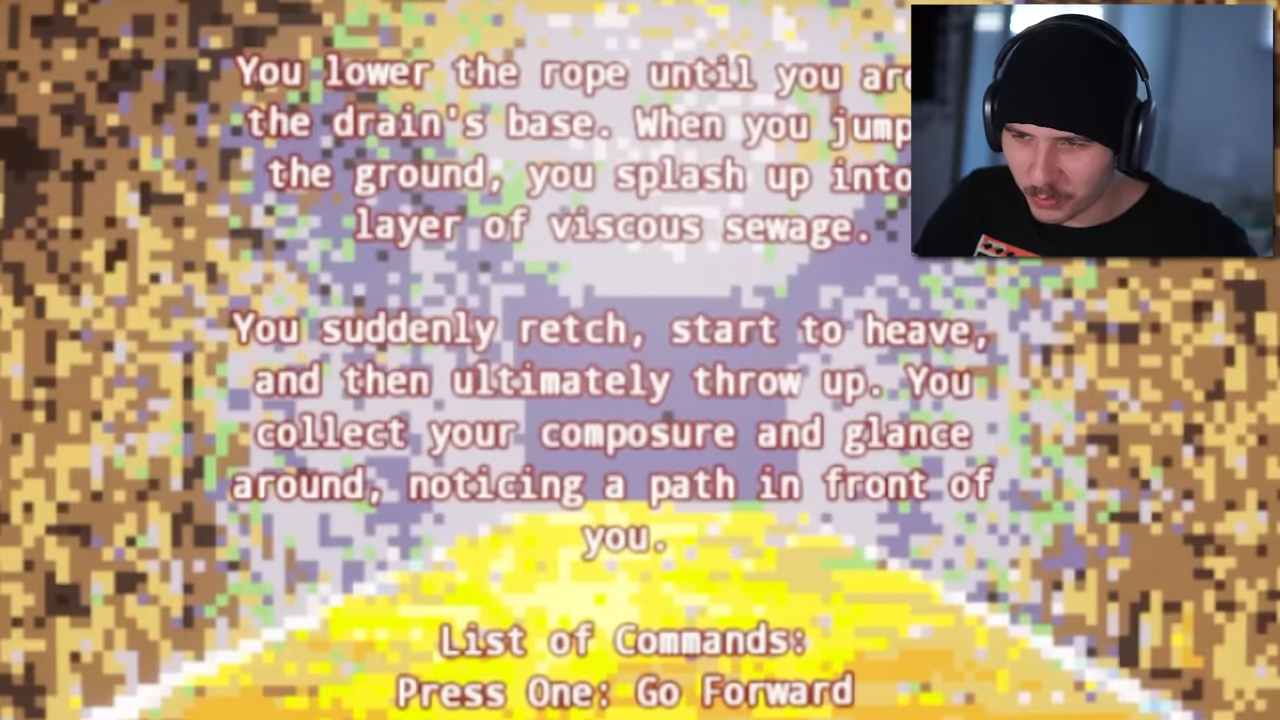 You lower the rope until you are
the drain's base. When you jump
the ground, you splash up into
layer of viscous sewage.
You suddenly retch, start to heave,
and then ultimately throw up. You
collect your composure and glance
around, noticing a path in front of
you.
List of Commands:
Press One: Go Forward